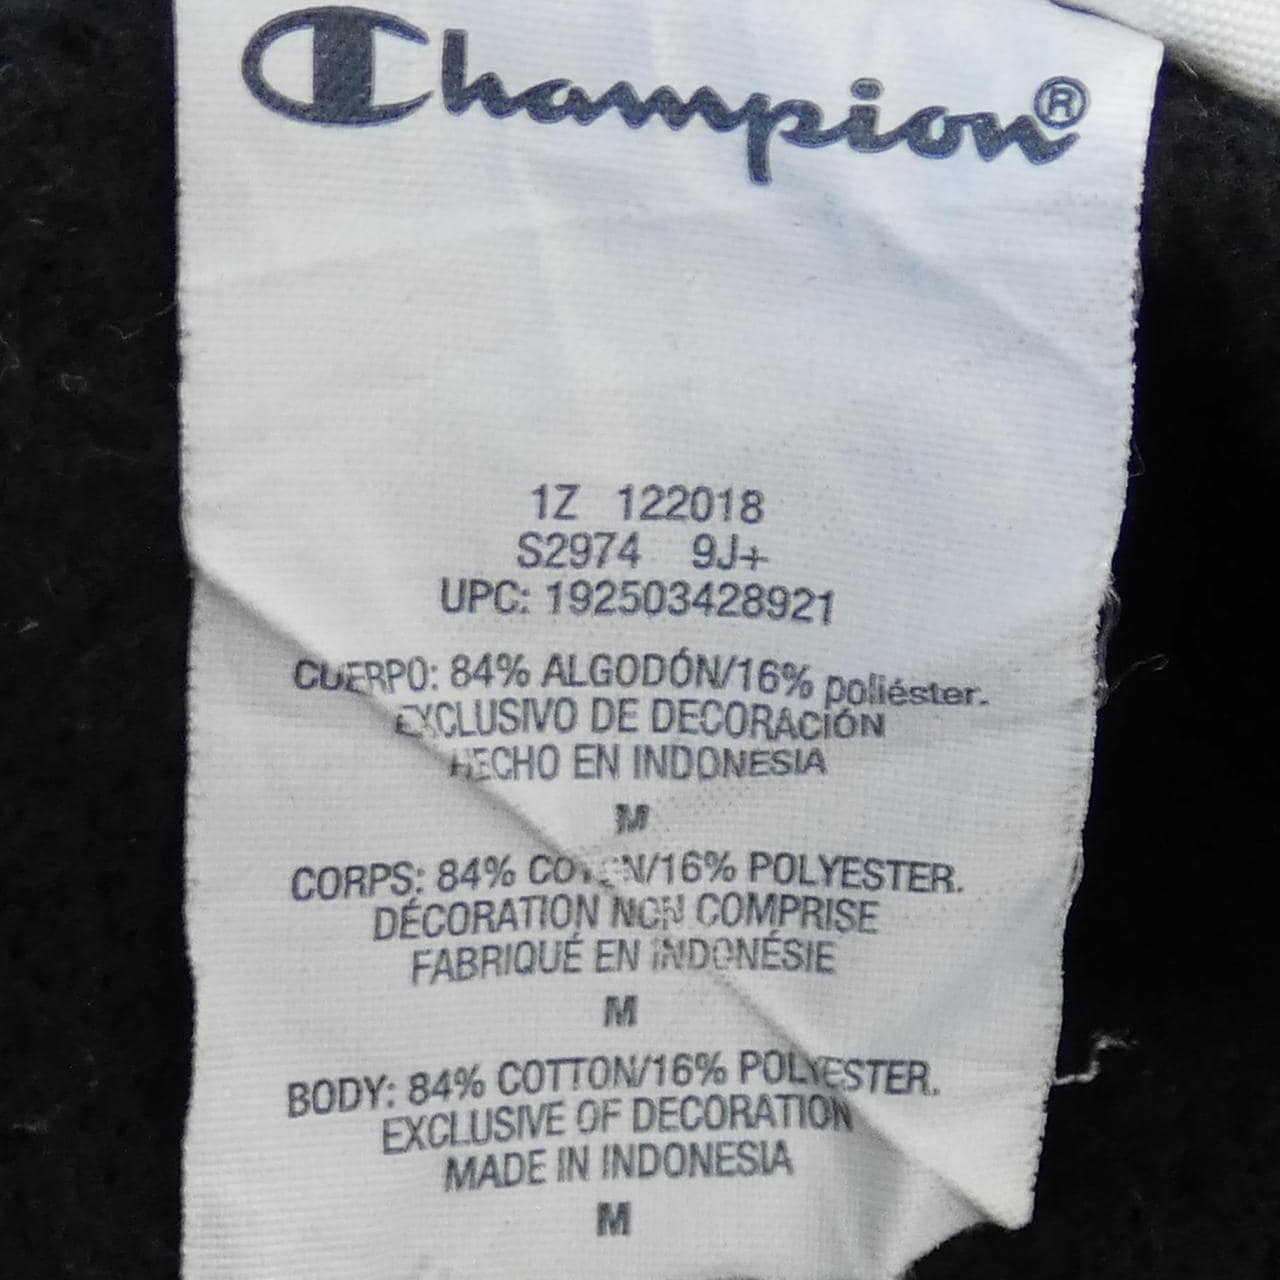 Champion®
1Z 122018
S2974 9J+
UPC: 192503428921
CUERPO: 84% ALGODÓN/16% poliéster.
EXCLUSIVO DE DECORACIÓN
HECHO EN INDONESIA
M
CORPS: 84% COTON/16% POLYESTER.
DÉCORATION NON COMPRISE
FABRIQUÉ EN INDONÉSIE
M
BODY: 84% COTTON/16% POLYESTER.
EXCLUSIVE OF DECORATION
MADE IN INDONESIA
M